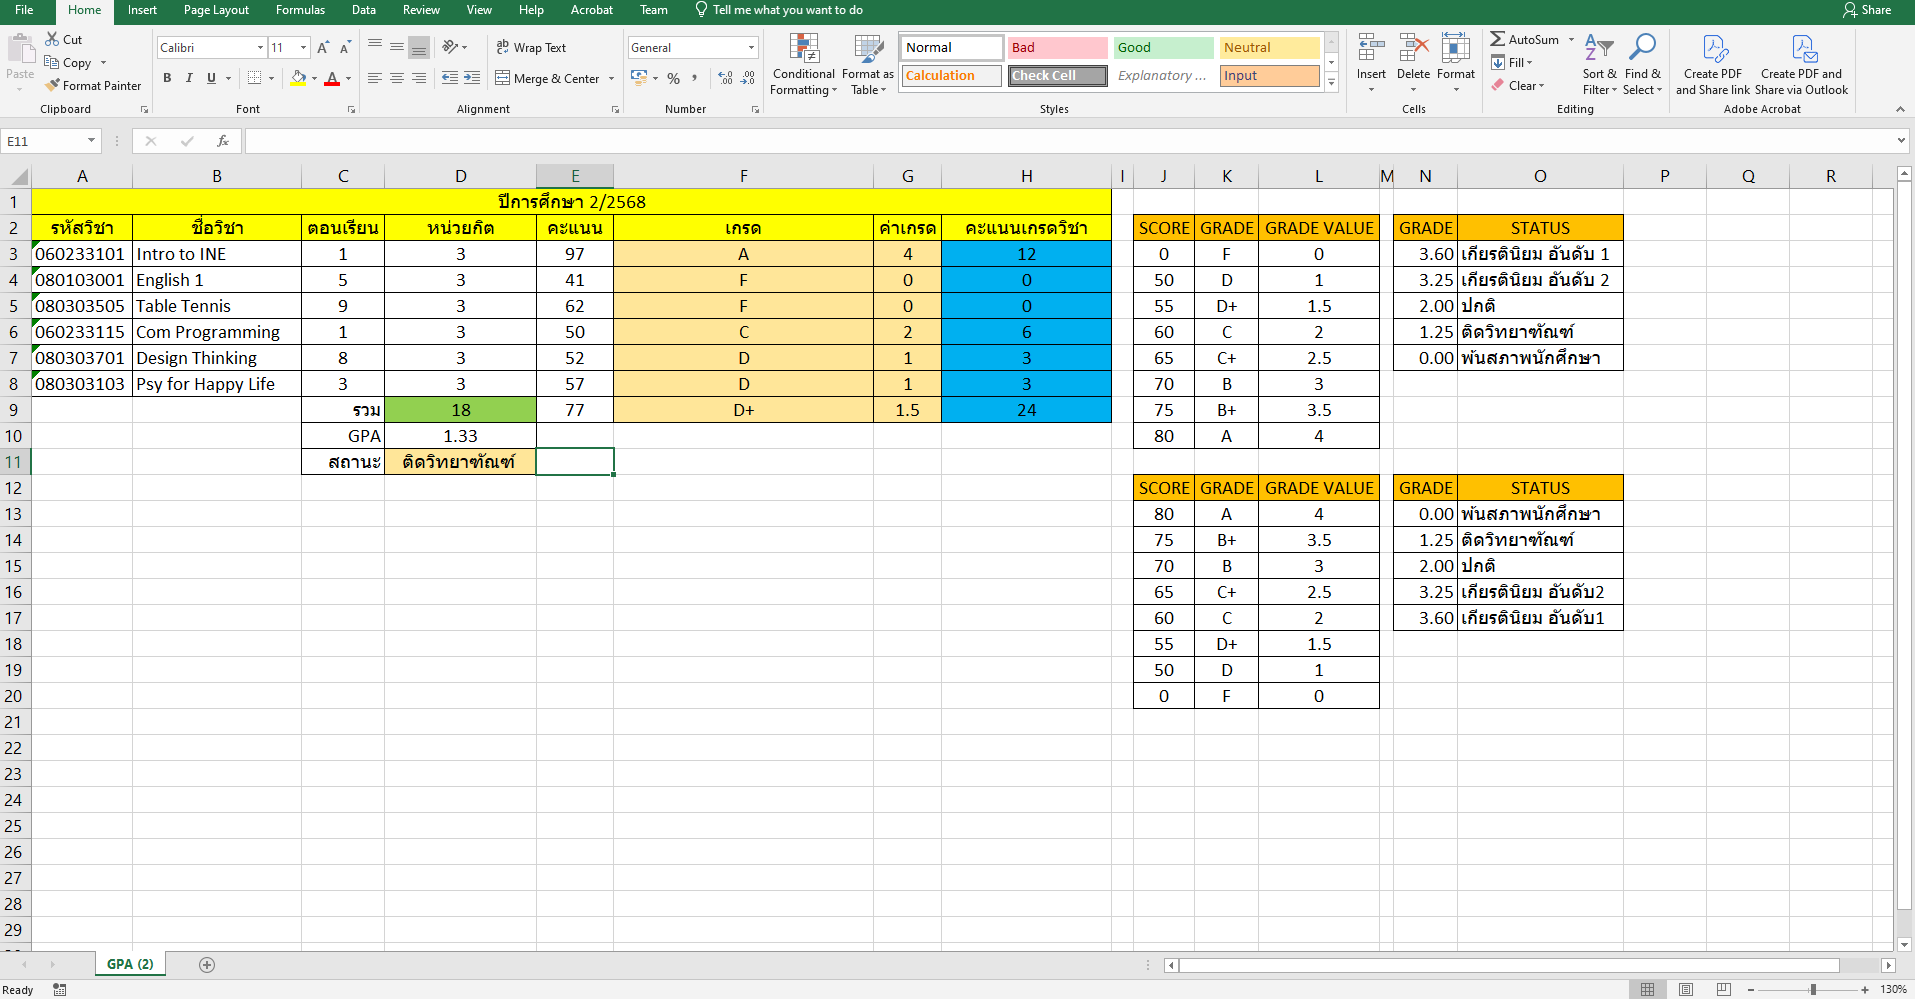 File Home Insert Page Layout Formulas Data Review View Help Acrobat Team Tell me what you want to do Share
Paste Cut Copy Format Painter Clipboard
Calibri 11 A A B I U A Font
Wrap Text Merge & Center Alignment
General % , .0 .00 .00 .0 Number
Conditional Formatting Format as Table Normal Bad Good Neutral Calculation Check Cell Explanatory ... Input Styles
Insert Delete Format Cells
AutoSum Fill Clear Sort & Filter Find & Select Editing
Create PDF and Share link Create PDF and Share via Outlook Adobe Acrobat
E11 fx
A B C D E F G H I J K L M N O P Q R
1 ปีการศึกษา 2/2568
2 รหัสวิชา ชื่อวิชา ตอนเรียน หน่วยกิต คะแนน เกรด ค่าเกรด คะแนนเกรดวิชา SCORE GRADE GRADE VALUE GRADE STATUS
3 060233101 Intro to INE 1 3 97 A 4 12 0 F 0 3.60 เกียรตินิยม อันดับ 1
4 080103001 English 1 5 3 41 F 0 0 50 D 1 3.25 เกียรตินิยม อันดับ 2
5 080303505 Table Tennis 9 3 62 F 0 0 55 D+ 1.5 2.00 ปกติ
6 060233115 Com Programming 1 3 50 C 2 6 60 C 2 1.25 ติดวิทยาฑัณฑ์
7 080303701 Design Thinking 8 3 52 D 1 3 65 C+ 2.5 0.00 พ้นสภาพนักศึกษา
8 080303103 Psy for Happy Life 3 3 57 D 1 3 70 B 3
9 รวม 18 77 D+ 1.5 24 75 B+ 3.5
10 GPA 1.33 80 A 4
11 สถานะ ติดวิทยาฑัณฑ์
12 SCORE GRADE GRADE VALUE GRADE STATUS
13 80 A 4 0.00 พ้นสภาพนักศึกษา
14 75 B+ 3.5 1.25 ติดวิทยาฑัณฑ์
15 70 B 3 2.00 ปกติ
16 65 C+ 2.5 3.25 เกียรตินิยม อันดับ2
17 60 C 2 3.60 เกียรตินิยม อันดับ1
18 55 D+ 1.5
19 50 D 1
20 0 F 0
21
22
23
24
25
26
27
28
29
GPA (2)
Ready 130%